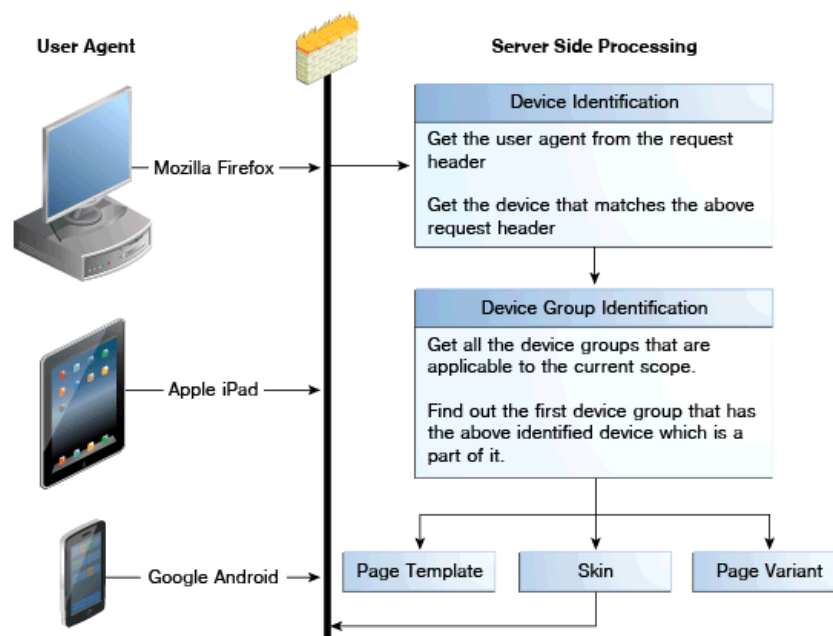 User Agent
Server Side Processing
Mozilla Firefox
Apple iPad
Google Android
Device Identification
Get the user agent from the request
header
Get the device that matches the above
request header
Device Group Identification
Get all the device groups that are
applicable to the current scope.
Find out the first device group that has
the above identified device which is a
part of it.
Page Template
Skin
Page Variant